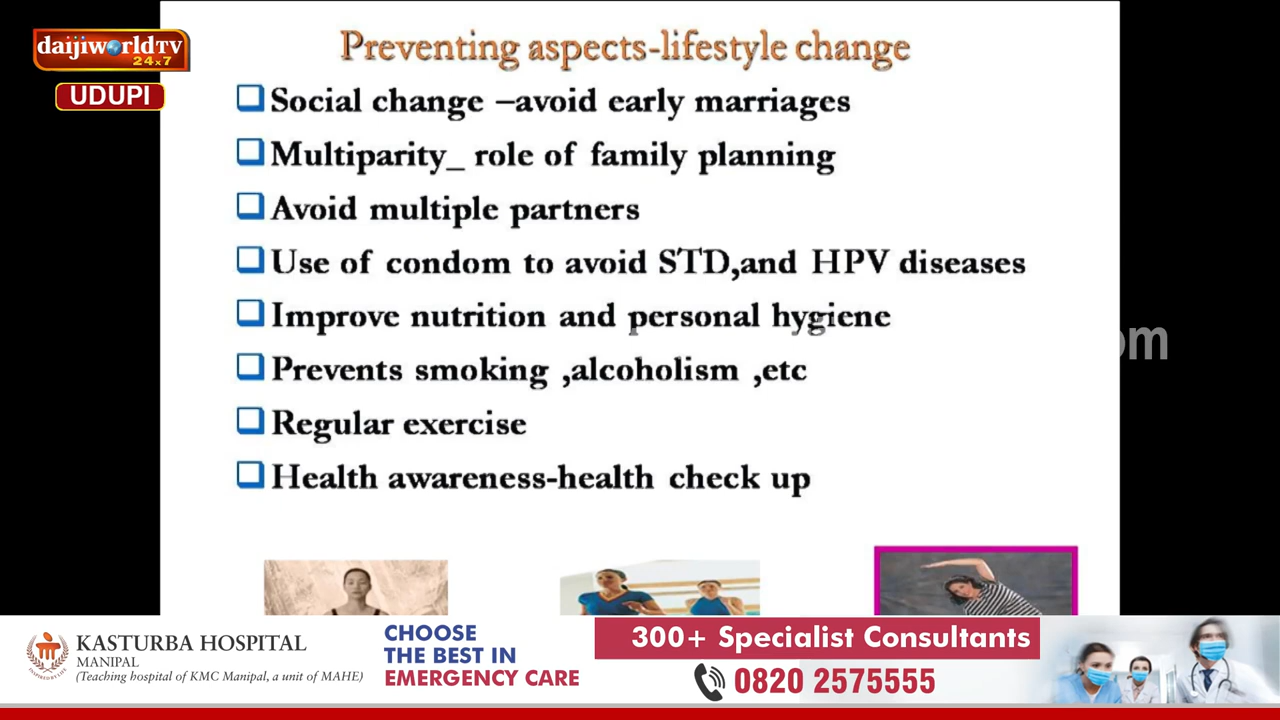 daijiworldTV
24x7
UDUPI
Preventing aspects-lifestyle change
Social change –avoid early marriages
Multiparity_ role of family planning
Avoid multiple partners
Use of condom to avoid STD,and HPV diseases
Improve nutrition and personal hygiene
om
Prevents smoking ,alcoholism ,etc
Regular exercise
Health awareness-health check up
KASTURBA HOSPITAL
MANIPAL
(Teaching hospital of KMC Manipal, a unit of MAHE)
CHOOSE
THE BEST IN
EMERGENCY CARE
300+ Specialist Consultants
0820 2575555